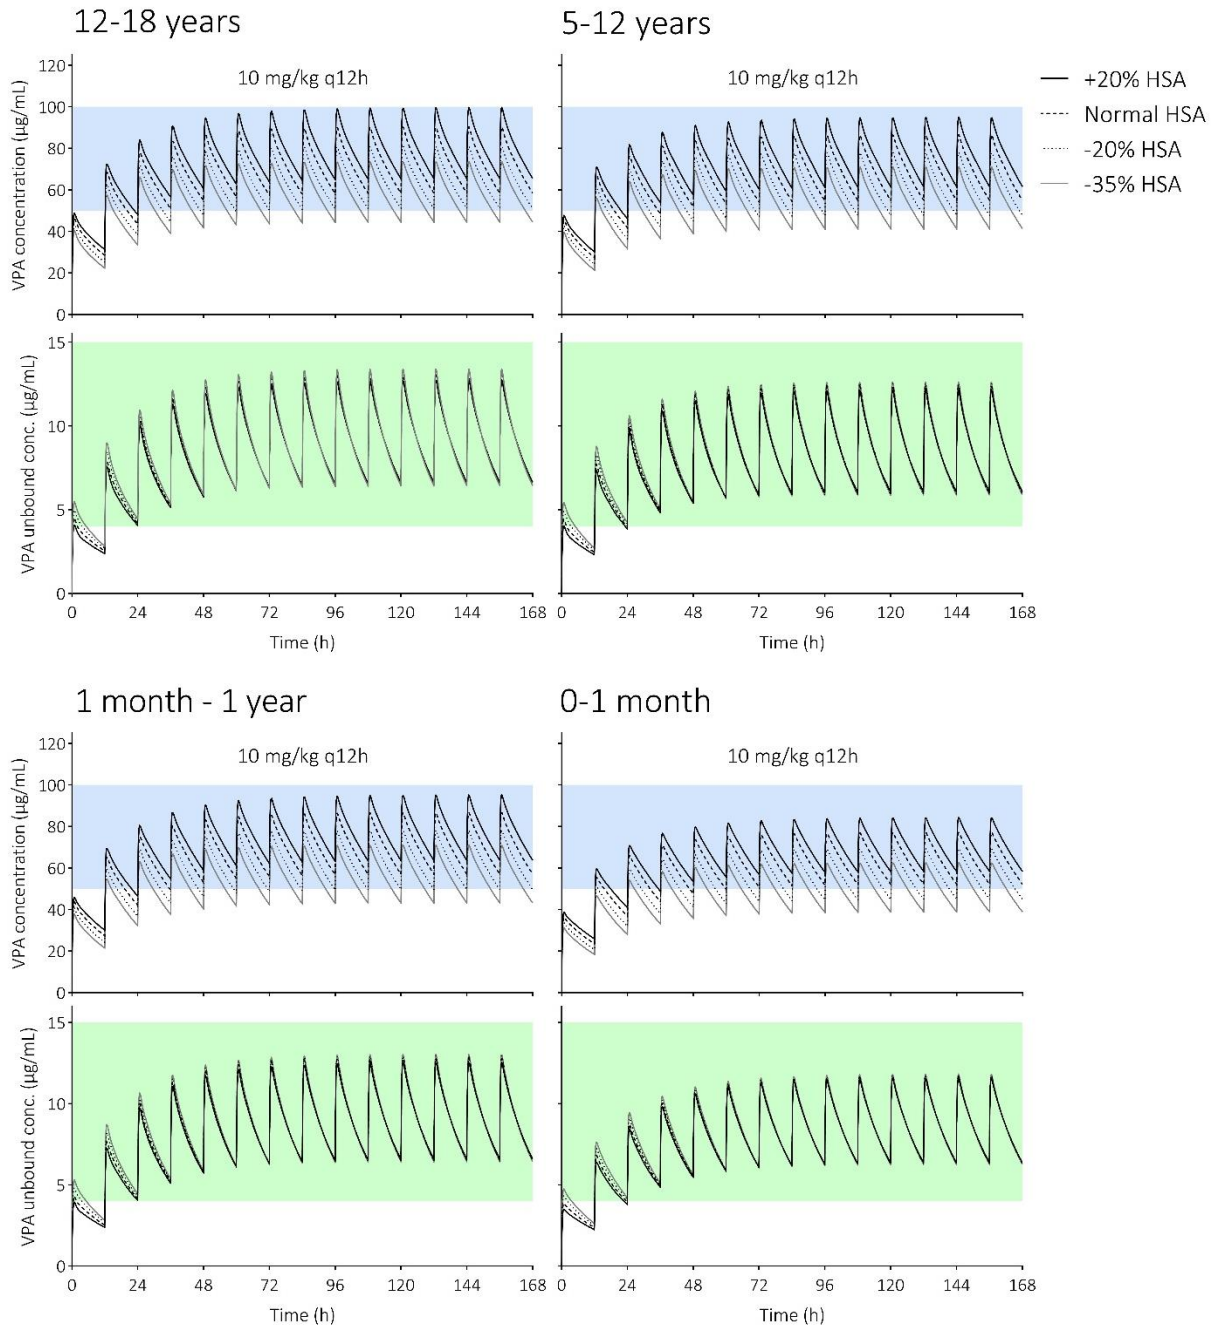 12-18 years
5-12 years
10 mg/kg q12h
10 mg/kg q12h
+20% HSA
Normal HSA
-20% HSA
-35% HSA
VPA concentration (µg/mL)
120
100
80
60
40
20
0
VPA unbound conc. (µg/mL)
15
10
5
0
0 24 48 72 96 120 144 168
0 24 48 72 96 120 144 168
Time (h)
Time (h)
1 month - 1 year
0-1 month
10 mg/kg q12h
10 mg/kg q12h
VPA concentration (µg/mL)
120
100
80
60
40
20
0
VPA unbound conc. (µg/mL)
15
10
5
0
0 24 48 72 96 120 144 168
0 24 48 72 96 120 144 168
Time (h)
Time (h)